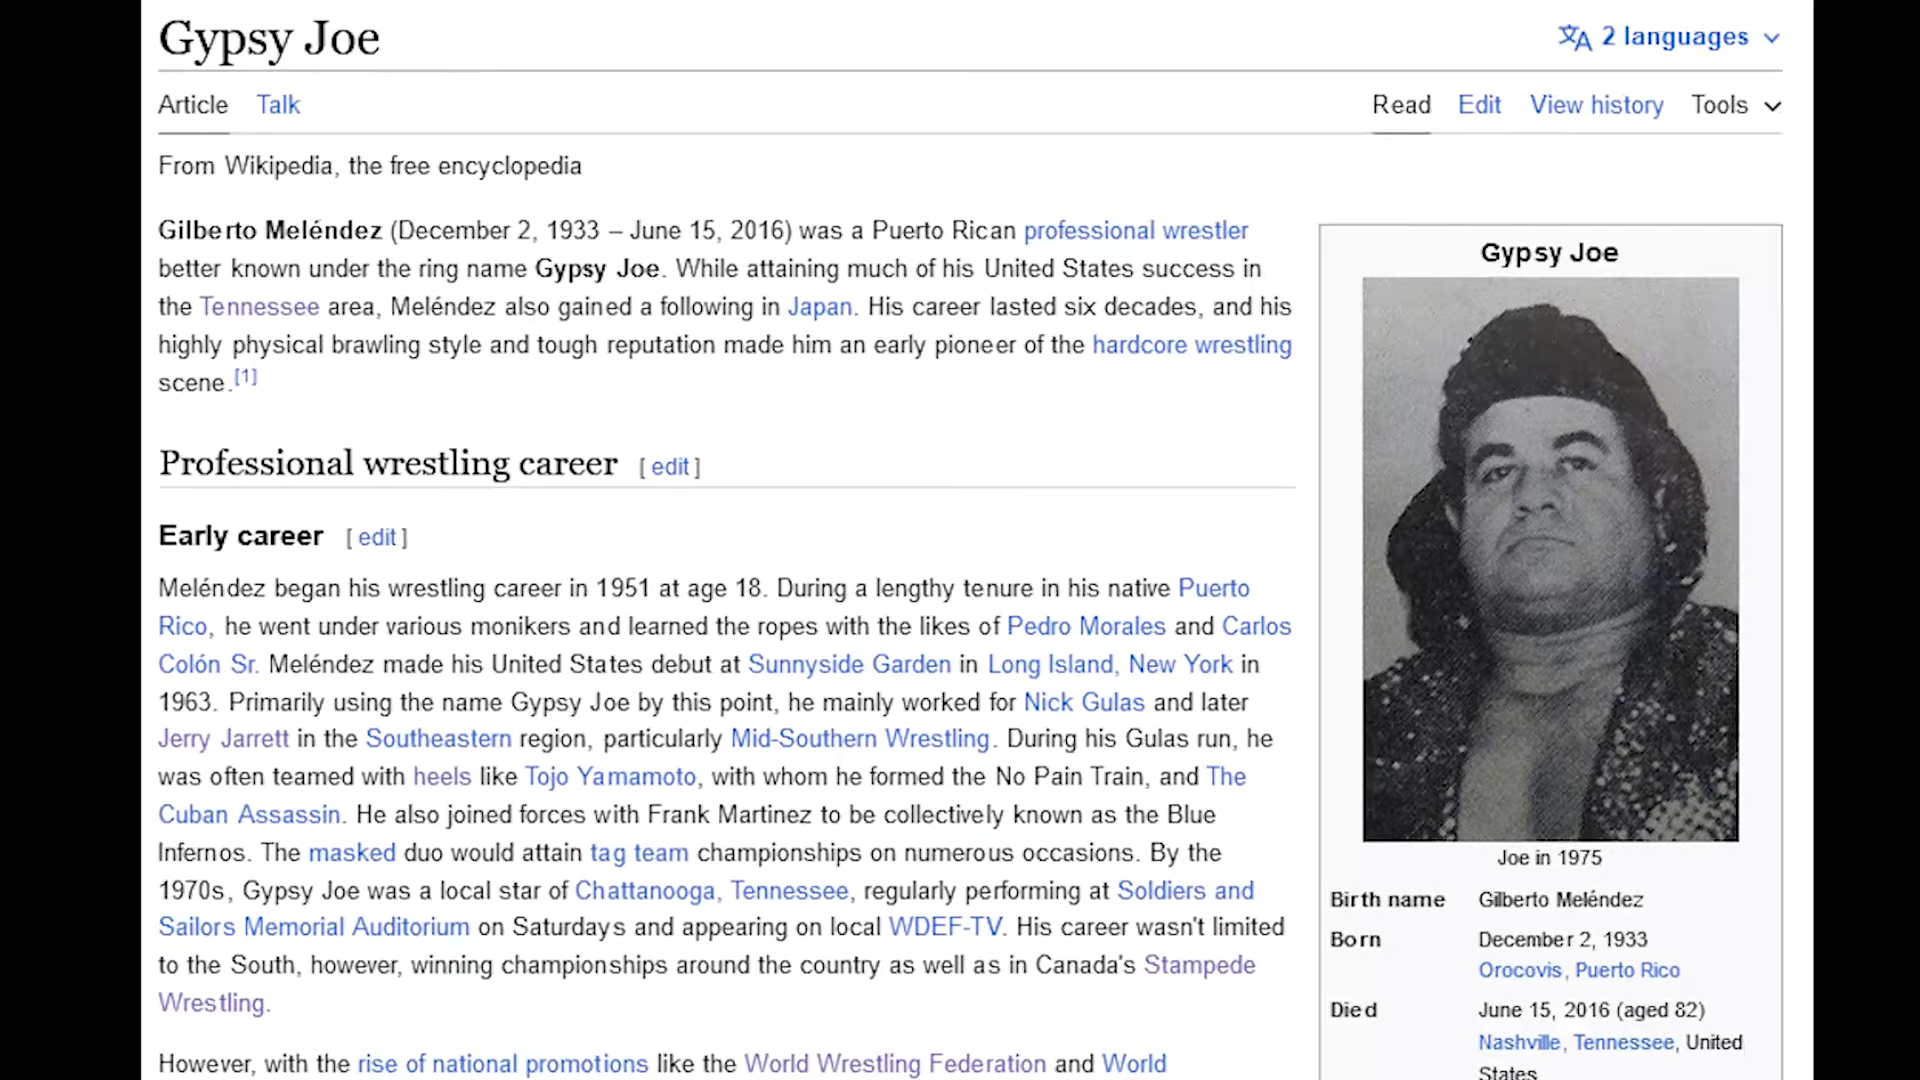 Gypsy Joe
2 languages
Article Talk
Read Edit View history Tools
From Wikipedia, the free encyclopedia
Gilberto Meléndez (December 2, 1933 – June 15, 2016) was a Puerto Rican professional wrestler
better known under the ring name Gypsy Joe. While attaining much of his United States success in
the Tennessee area, Meléndez also gained a following in Japan. His career lasted six decades, and his
highly physical brawling style and tough reputation made him an early pioneer of the hardcore wrestling
scene.[1]
Professional wrestling career [ edit ]
Early career [ edit ]
Meléndez began his wrestling career in 1951 at age 18. During a lengthy tenure in his native Puerto
Rico, he went under various monikers and learned the ropes with the likes of Pedro Morales and Carlos
Colón Sr. Meléndez made his United States debut at Sunnyside Garden in Long Island, New York in
1963. Primarily using the name Gypsy Joe by this point, he mainly worked for Nick Gulas and later
Jerry Jarrett in the Southeastern region, particularly Mid-Southern Wrestling. During his Gulas run, he
was often teamed with heels like Tojo Yamamoto, with whom he formed the No Pain Train, and The
Cuban Assassin. He also joined forces with Frank Martinez to be collectively known as the Blue
Infernos. The masked duo would attain tag team championships on numerous occasions. By the
1970s, Gypsy Joe was a local star of Chattanooga, Tennessee, regularly performing at Soldiers and
Sailors Memorial Auditorium on Saturdays and appearing on local WDEF-TV. His career wasn't limited
to the South, however, winning championships around the country as well as in Canada's Stampede
Wrestling.
However, with the rise of national promotions like the World Wrestling Federation and World
Gypsy Joe
Joe in 1975
Birth name Gilberto Meléndez
Born December 2, 1933
Orocovis, Puerto Rico
Died June 15, 2016 (aged 82)
Nashville, Tennessee, United
States